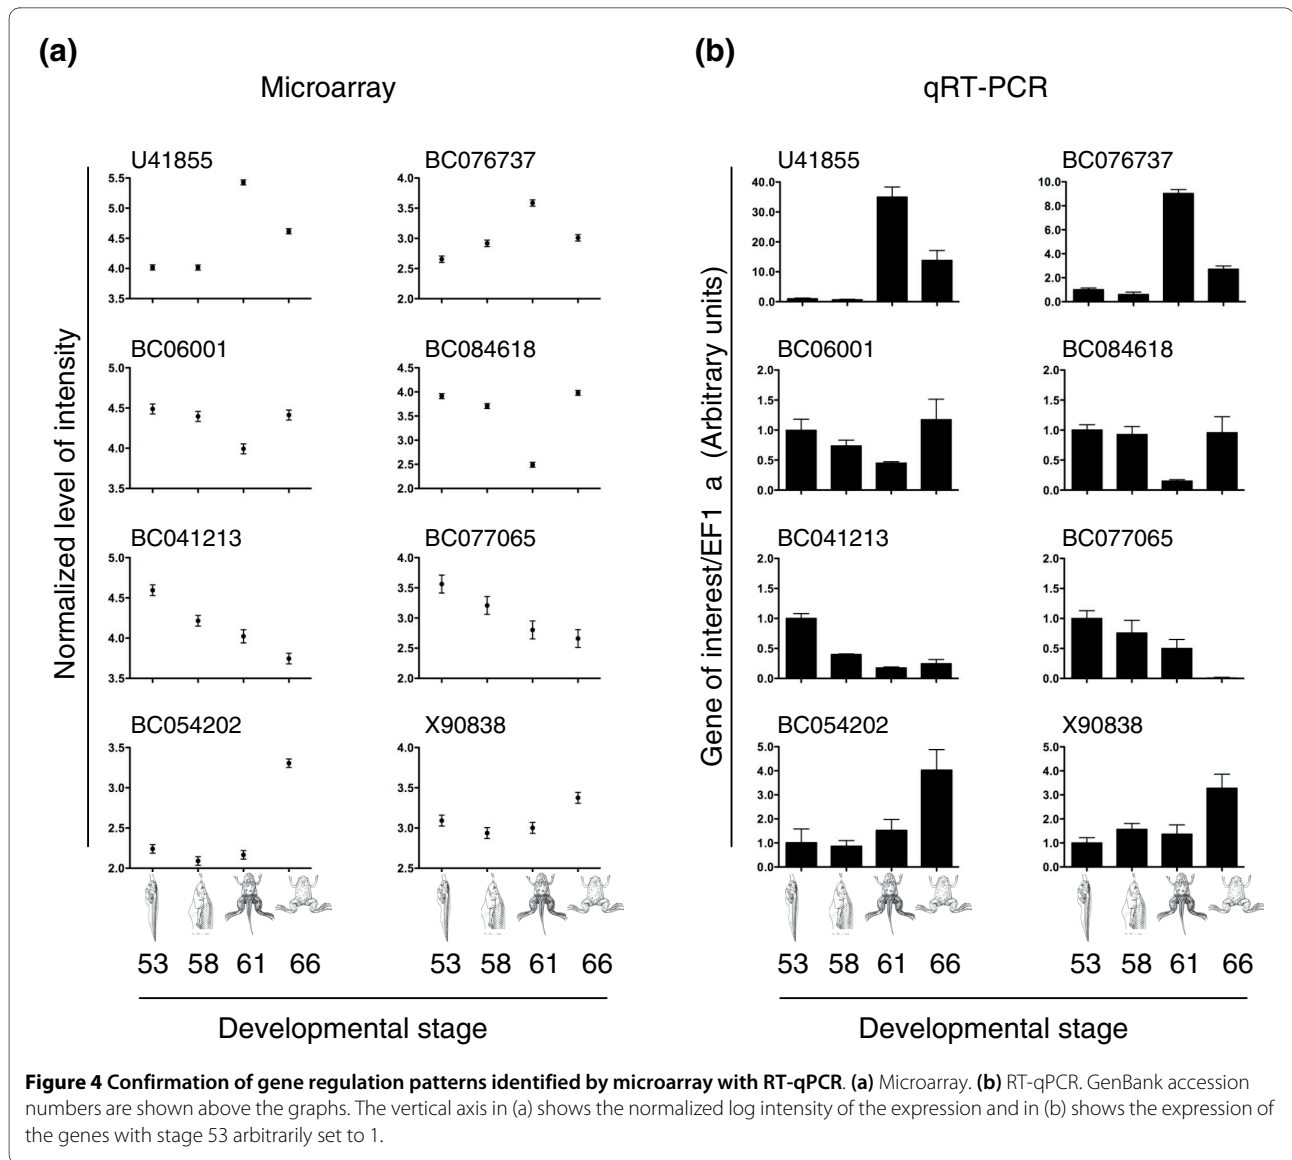 (a)
Microarray
Normalized level of intensity
U41855
5.5
5.0
4.5
4.0
3.5
BC076737
4.0
3.5
3.0
2.5
2.0
BC06001
5.0
4.5
4.0
3.5
BC084618
4.5
4.0
3.5
3.0
2.5
2.0
BC041213
5.0
4.5
4.0
3.5
BC077065
4.0
3.5
3.0
2.5
2.0
BC054202
3.5
3.0
2.5
2.0
X90838
4.0
3.5
3.0
2.5
53 58 61 66
53 58 61 66
Developmental stage
(b)
qRT-PCR
Gene of interest/EF1 a (Arbitrary units)
U41855
40.0
30.0
20.0
10.0
0.0
BC076737
10.0
8.0
6.0
4.0
2.0
0.0
BC06001
2.0
1.5
1.0
0.5
0.0
BC084618
2.0
1.5
1.0
0.5
0.0
BC041213
2.0
1.5
1.0
0.5
0.0
BC077065
2.0
1.5
1.0
0.5
0.0
BC054202
5.0
4.0
3.0
2.0
1.0
0.0
X90838
5.0
4.0
3.0
2.0
1.0
0.0
53 58 61 66
53 58 61 66
Developmental stage
Figure 4 Confirmation of gene regulation patterns identified by microarray with RT-qPCR. (a) Microarray. (b) RT-qPCR. GenBank accession
numbers are shown above the graphs. The vertical axis in (a) shows the normalized log intensity of the expression and in (b) shows the expression of
the genes with stage 53 arbitrarily set to 1.